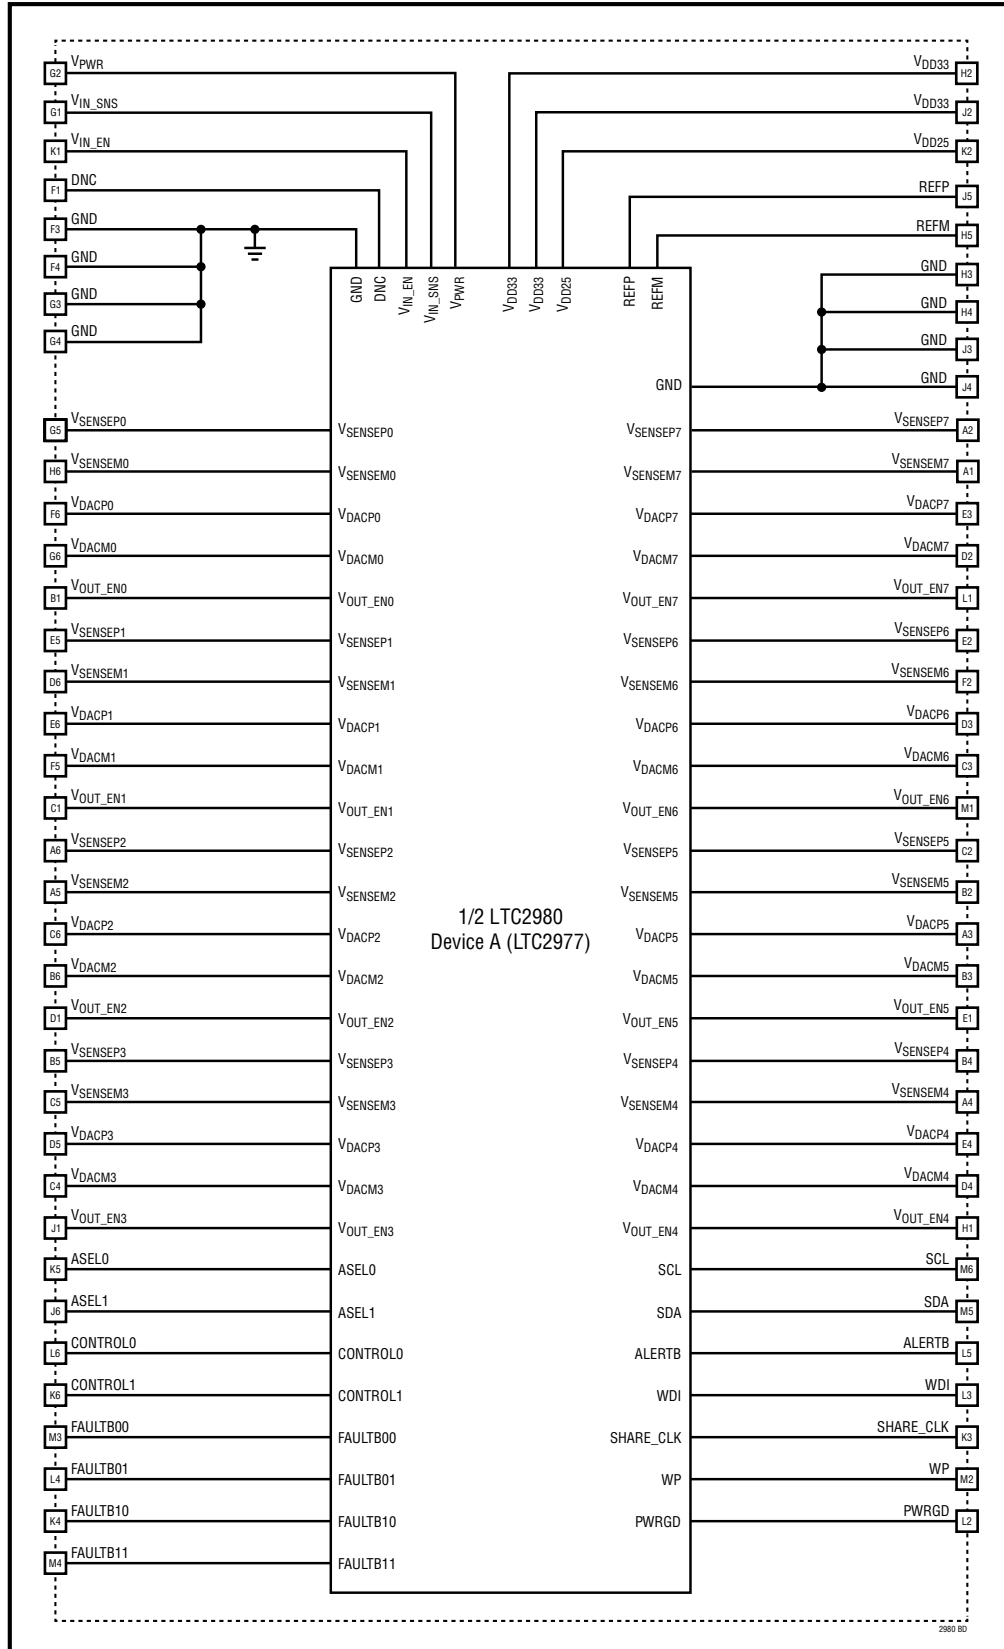 G2 VPWR VDD33 H2
G1 VIN_SNS VDD33 J2
K1 VIN_EN VDD25 K2
F1 DNC REFP J5
F3 GND REFM H5
F4 GND GND H3
G3 GND GND H4
G4 GND GND J3
GND DNC VIN_EN VIN_SNS VPWR VDD33 VDD33 VDD25 REFP REFM
GND GND J4
G5 VSENSEP0 VSENSEP0 VSENSEP7 VSENSEP7 A2
H6 VSENSEM0 VSENSEM0 VSENSEM7 VSENSEM7 A1
F6 VDACP0 VDACP0 VDACP7 VDACP7 E3
G6 VDACM0 VDACM0 VDACM7 VDACM7 D2
B1 VOUT_EN0 VOUT_EN0 VOUT_EN7 VOUT_EN7 L1
E5 VSENSEP1 VSENSEP1 VSENSEP6 VSENSEP6 E2
D6 VSENSEM1 VSENSEM1 VSENSEM6 VSENSEM6 F2
E6 VDACP1 VDACP1 VDACP6 VDACP6 D3
F5 VDACM1 VDACM1 VDACM6 VDACM6 C3
C1 VOUT_EN1 VOUT_EN1 VOUT_EN6 VOUT_EN6 M1
A6 VSENSEP2 VSENSEP2 VSENSEP5 VSENSEP5 C2
A5 VSENSEM2 VSENSEM2 VSENSEM5 VSENSEM5 B2
1/2 LTC2980
Device A (LTC2977)
C6 VDACP2 VDACP2 VDACP5 VDACP5 A3
B6 VDACM2 VDACM2 VDACM5 VDACM5 B3
D1 VOUT_EN2 VOUT_EN2 VOUT_EN5 VOUT_EN5 E1
B5 VSENSEP3 VSENSEP3 VSENSEP4 VSENSEP4 B4
C5 VSENSEM3 VSENSEM3 VSENSEM4 VSENSEM4 A4
D5 VDACP3 VDACP3 VDACP4 VDACP4 E4
C4 VDACM3 VDACM3 VDACM4 VDACM4 D4
J1 VOUT_EN3 VOUT_EN3 VOUT_EN4 VOUT_EN4 H1
K5 ASEL0 ASEL0 SCL SCL M6
J6 ASEL1 ASEL1 SDA SDA M5
L6 CONTROL0 CONTROL0 ALERTB ALERTB L5
K6 CONTROL1 CONTROL1 WDI WDI L3
M3 FAULTB00 FAULTB00 SHARE_CLK SHARE_CLK K3
L4 FAULTB01 FAULTB01 WP WP M2
K4 FAULTB10 FAULTB10 PWRGD PWRGD L2
M4 FAULTB11 FAULTB11
2980 BD